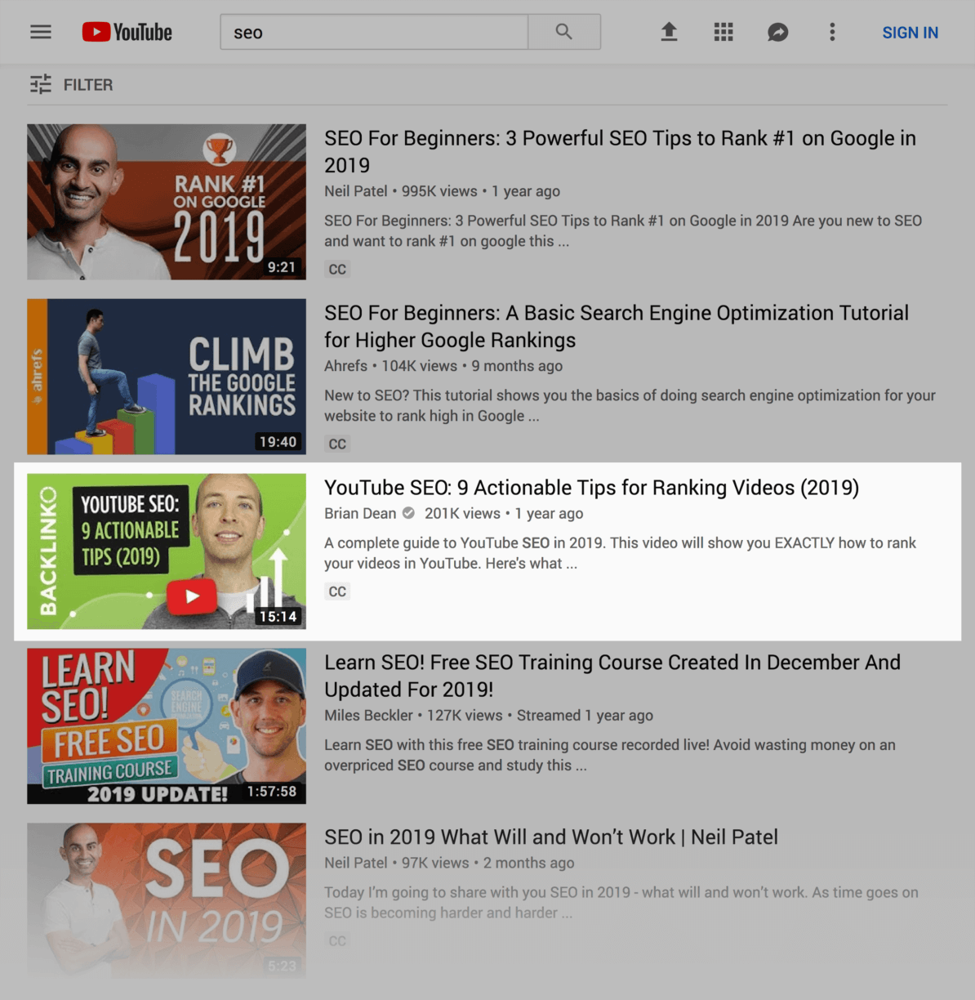 YouTube
seo
SIGN IN
FILTER
RANK #1
ON GOOGLE
2019
9:21
SEO For Beginners: 3 Powerful SEO Tips to Rank #1 on Google in
2019
Neil Patel • 995K views • 1 year ago
SEO For Beginners: 3 Powerful SEO Tips to Rank #1 on Google in 2019 Are you new to SEO
and want to rank #1 on google this ...
CC
ahrefs
CLIMB
THE GOOGLE
RANKINGS
19:40
SEO For Beginners: A Basic Search Engine Optimization Tutorial
for Higher Google Rankings
Ahrefs • 104K views • 9 months ago
New to SEO? This tutorial shows you the basics of doing search engine optimization for your
website to rank high in Google ...
CC
BACKLINKO
YOUTUBE SEO:
9 ACTIONABLE
TIPS (2019)
15:14
YouTube SEO: 9 Actionable Tips for Ranking Videos (2019)
Brian Dean 201K views • 1 year ago
A complete guide to YouTube SEO in 2019. This video will show you EXACTLY how to rank
your videos in YouTube. Here's what ...
CC
LEARN
SEO!
SEARCH
ENGINE
FREE SEO
TRAINING COURSE
2019 UPDATE!
1:57:58
Learn SEO! Free SEO Training Course Created In December And
Updated For 2019!
Miles Beckler • 127K views • Streamed 1 year ago
Learn SEO with this free SEO training course recorded live! Avoid wasting money on an
overpriced SEO course and study this ...
SEO
IN 2019
5:23
SEO in 2019 What Will and Won’t Work | Neil Patel
Neil Patel • 97K views • 2 months ago
Today I’m going to share with you SEO in 2019 - what will and won’t work. As time goes on
SEO is becoming harder and harder ...
CC